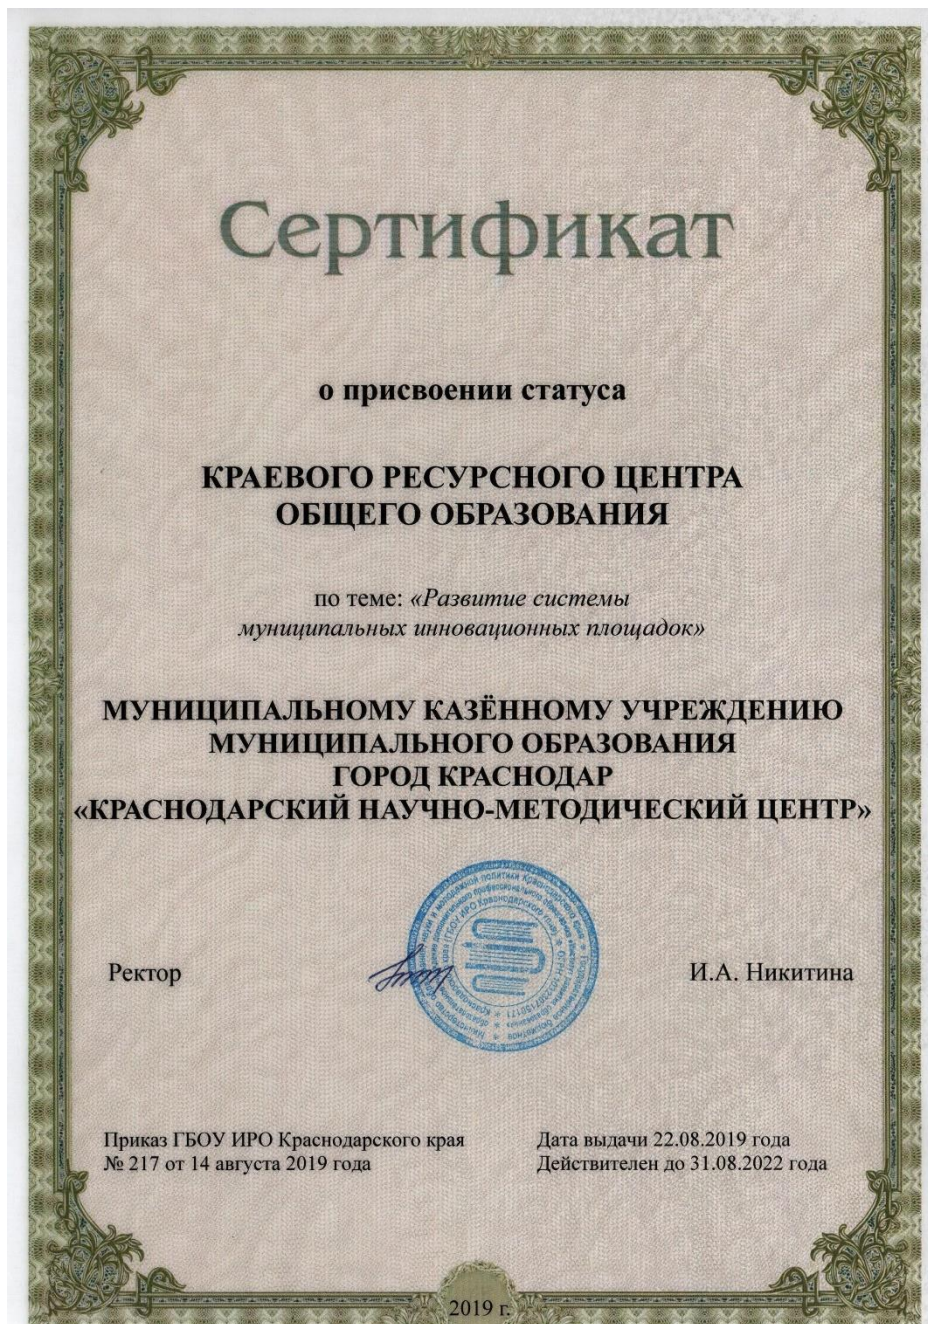 Сертификат
о присвоении статуса
КРАЕВОГО РЕСУРСНОГО ЦЕНТРА
ОБЩЕГО ОБРАЗОВАНИЯ
по теме: «Развитие системы
муниципальных инновационных площадок»
МУНИЦИПАЛЬНОМУ КАЗЁННОМУ УЧРЕЖДЕНИЮ
МУНИЦИПАЛЬНОГО ОБРАЗОВАНИЯ
ГОРОД КРАСНОДАР
«КРАСНОДАРСКИЙ НАУЧНО-МЕТОДИЧЕСКИЙ ЦЕНТР»
Ректор
И.А. Никитина
Приказ ГБОУ ИРО Краснодарского края
№ 217 от 14 августа 2019 года
Дата выдачи 22.08.2019 года
Действителен до 31.08.2022 года
2019 г.